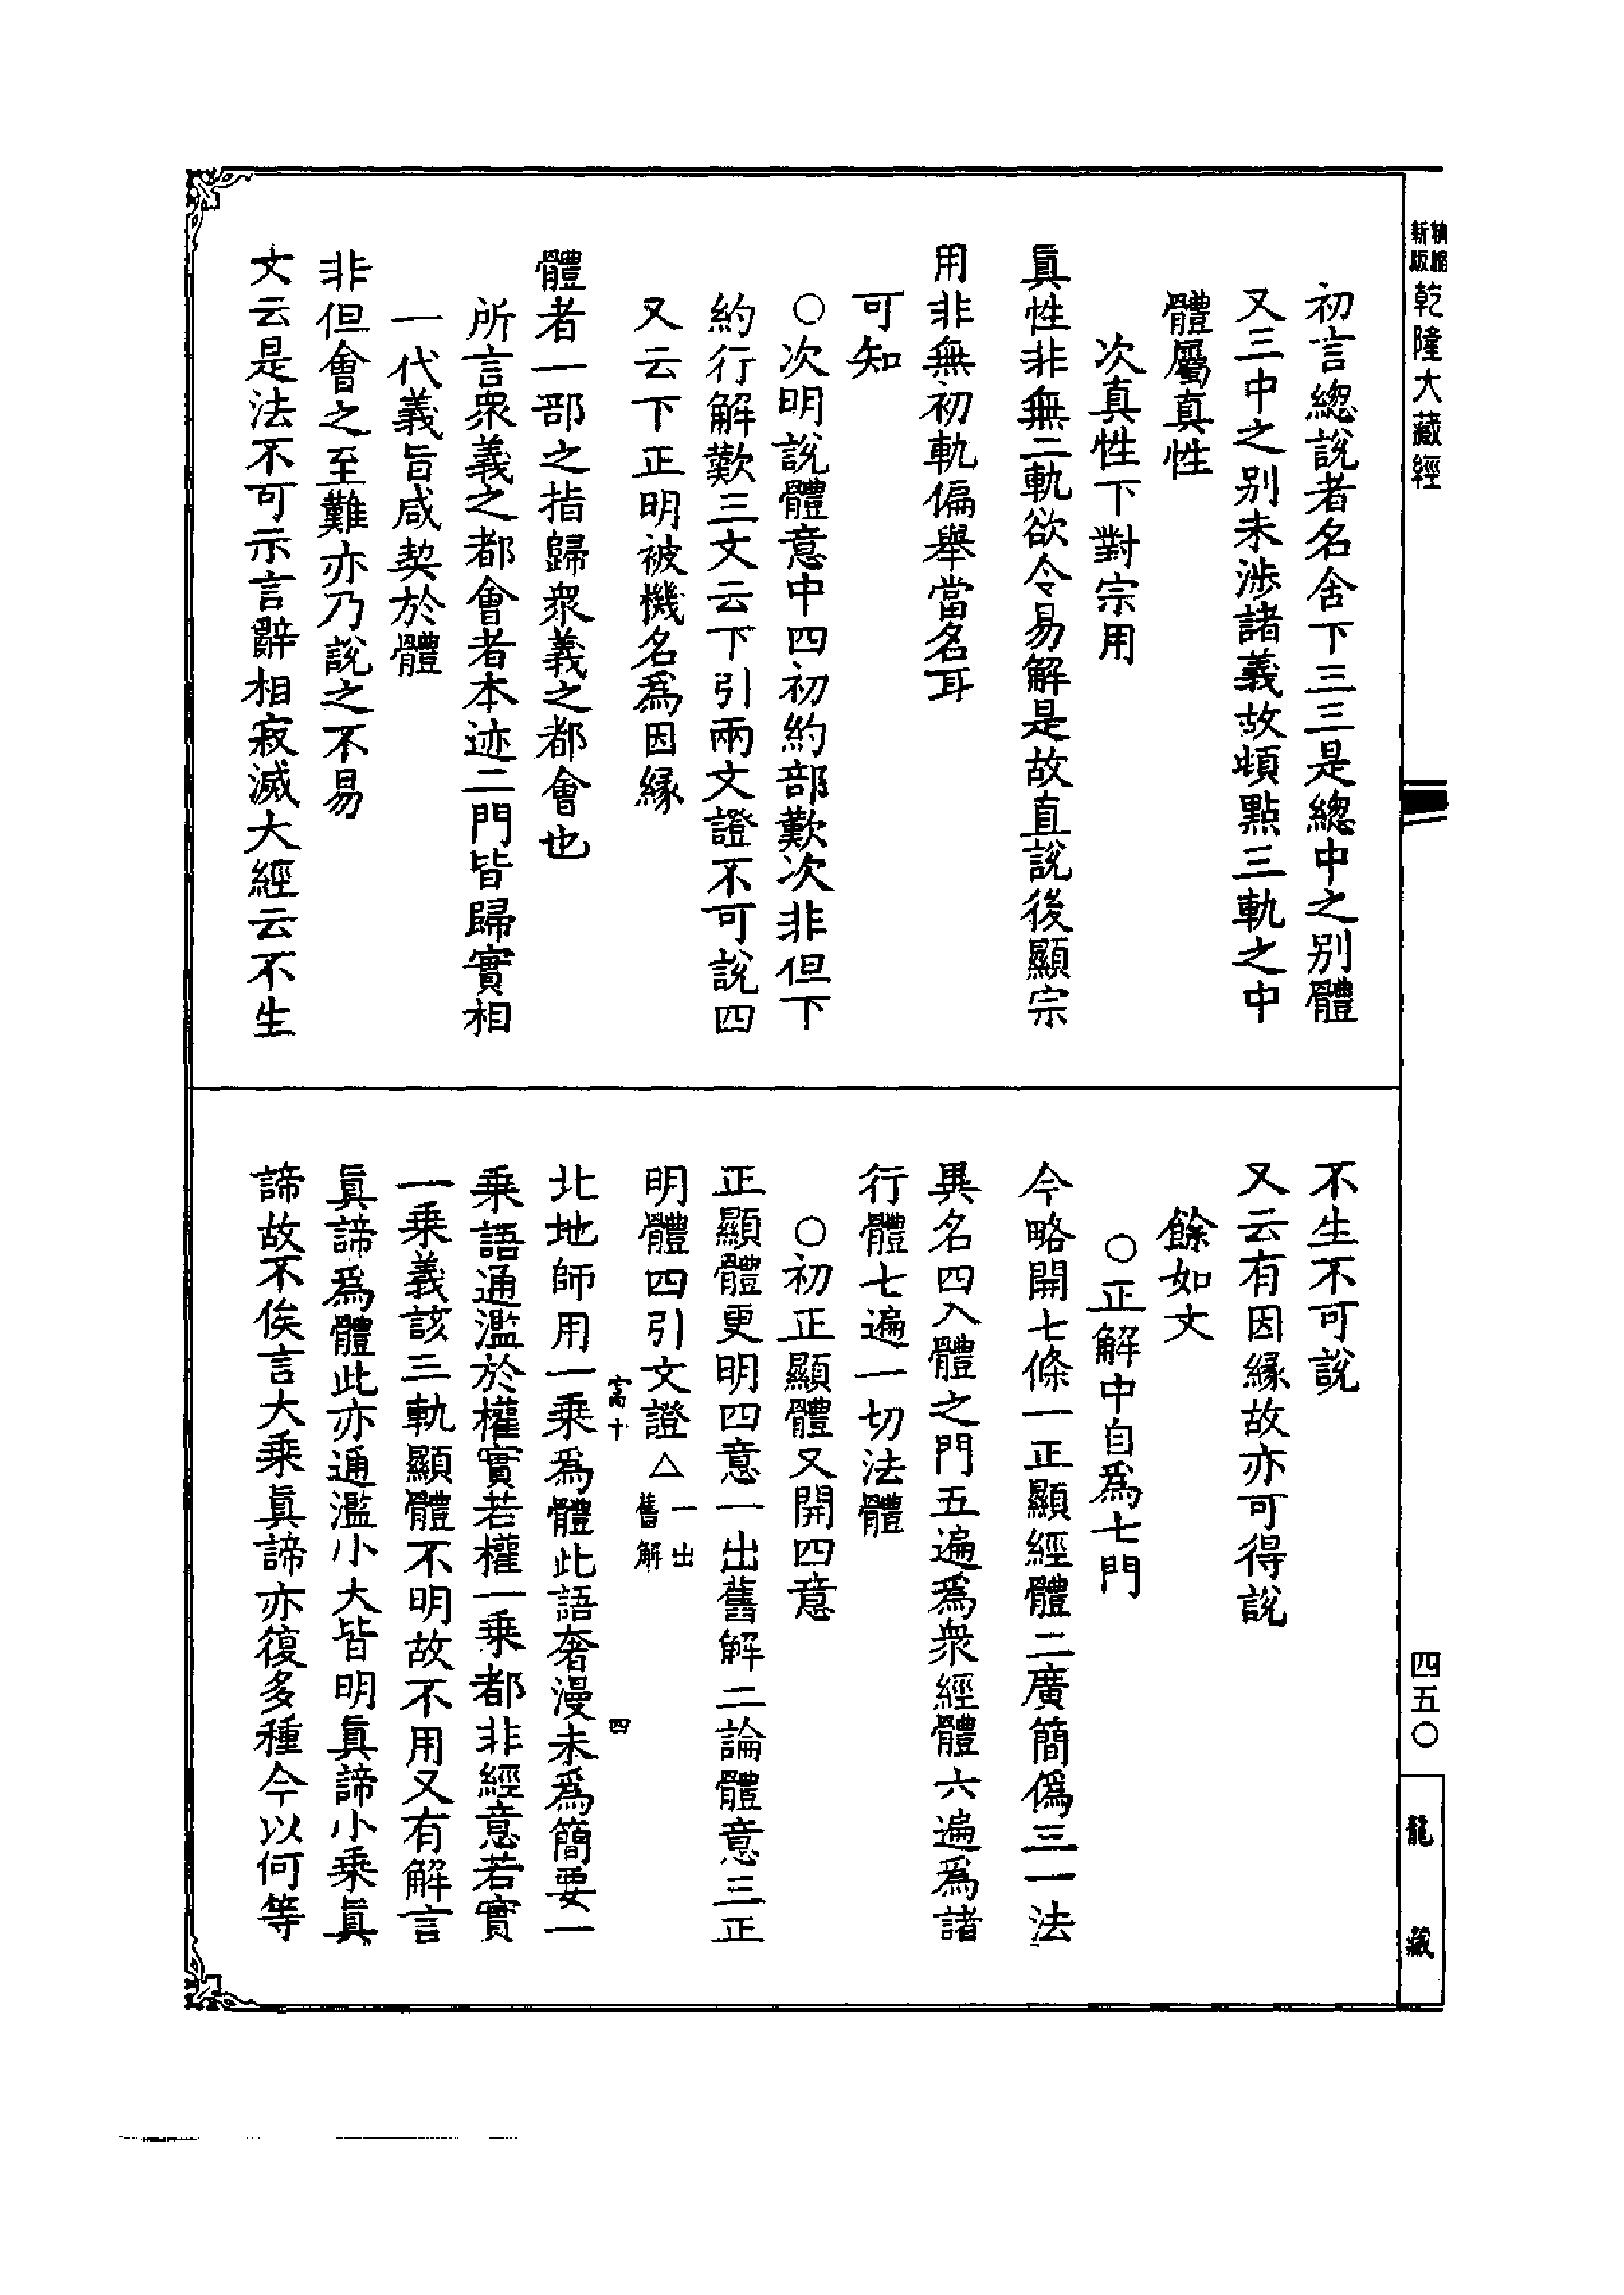 精縮
新版
乾隆大藏經
初言總說者名舍下三三是總中之别體
又三中之别未涉諸義故頓點三軌之中
體屬真性
次真性下對宗用
眞性非無二軌欲令易解是故直說後顯宗
用非無初軌偏舉當名耳
可知
○次明說體意中四初約部歎次非但下
約行解歎三文云下引兩文證不可說四
又云下正明被機名爲因緣
體者一部之指歸衆義之都會也
所言衆義之都會者本迹二門皆歸實相
一代義旨咸契於體
非但會之至難亦乃說之不易
文云是法不可示言辭相寂滅大經云不生
不生不可說
又云有因緣故亦可得說
餘如文
○正解中自爲七門
今略開七條一正顯經體二廣簡僞三一法
異名四入體之門五遍爲衆經體六遍爲諸
行體七遍一切法體
○初正顯體又開四意
正顯體更明四意一出舊解二論體意三正
明體四引文證△一出舊解
富十
四
北地師用一乘爲體此語奢漫未爲簡要一
乘語通濫於權實若權一乘都非經意若實
一乘義該三軌顯體不明故不用又有解言
眞諦爲體此亦通濫小大皆明眞諦小乘眞
諦故不俟言大乘眞諦亦復多種今以何等
四五〇
龍藏